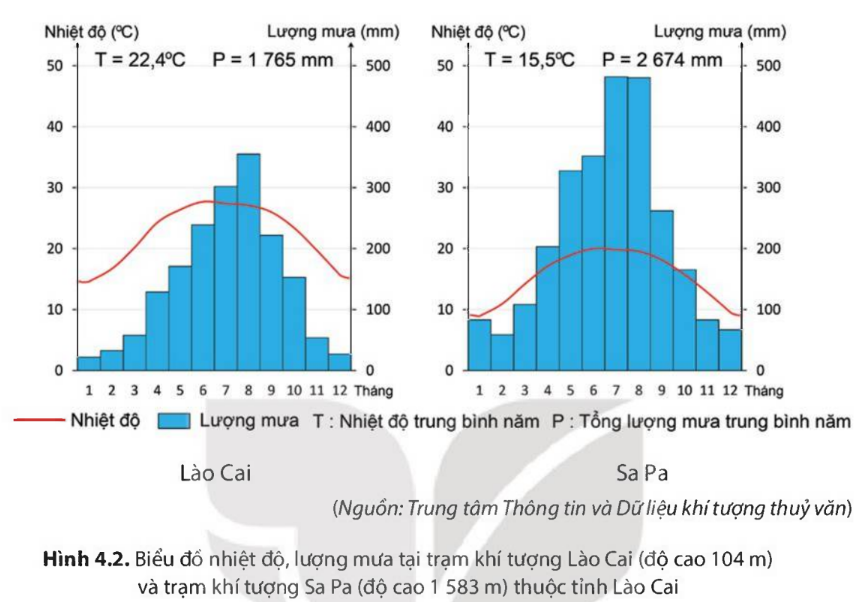 Nhiệt độ (ºC) Lượng mưa (mm) Nhiệt độ (ºC) Lượng mưa (mm)
50 T = 22,4ºC P = 1 765 mm 500 50 T = 15,5ºC P = 2 674 mm 500
40 400 40 400
30 300 30 300
20 200 20 200
10 100 10 100
0 0 0 0
1 2 3 4 5 6 7 8 9 10 11 12 Tháng 1 2 3 4 5 6 7 8 9 10 11 12 Tháng
Nhiệt độ Lượng mưa T : Nhiệt độ trung bình năm P : Tổng lượng mưa trung bình năm
Lào Cai Sa Pa
(Nguồn: Trung tâm Thông tin và Dữ liệu khí tượng thuỷ văn)
Hình 4.2. Biểu đồ nhiệt độ, lượng mưa tại trạm khí tượng Lào Cai (độ cao 104 m)
và trạm khí tượng Sa Pa (độ cao 1 583 m) thuộc tỉnh Lào Cai